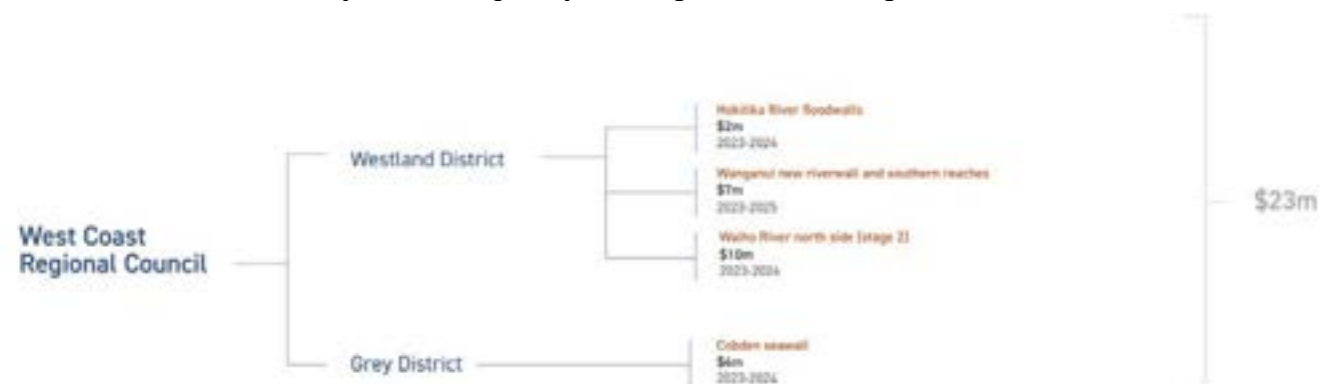 West Coast
Regional Council
Westland District
Hokitika River floodwalls
$2m
2023-2024
Wanganui new riverwall and southern reaches
$7m
2023-2025
Waiho River north side (stage 2)
$10m
2023-2024
Grey District
Cobden seawall
$6m
2023-2024
$23m